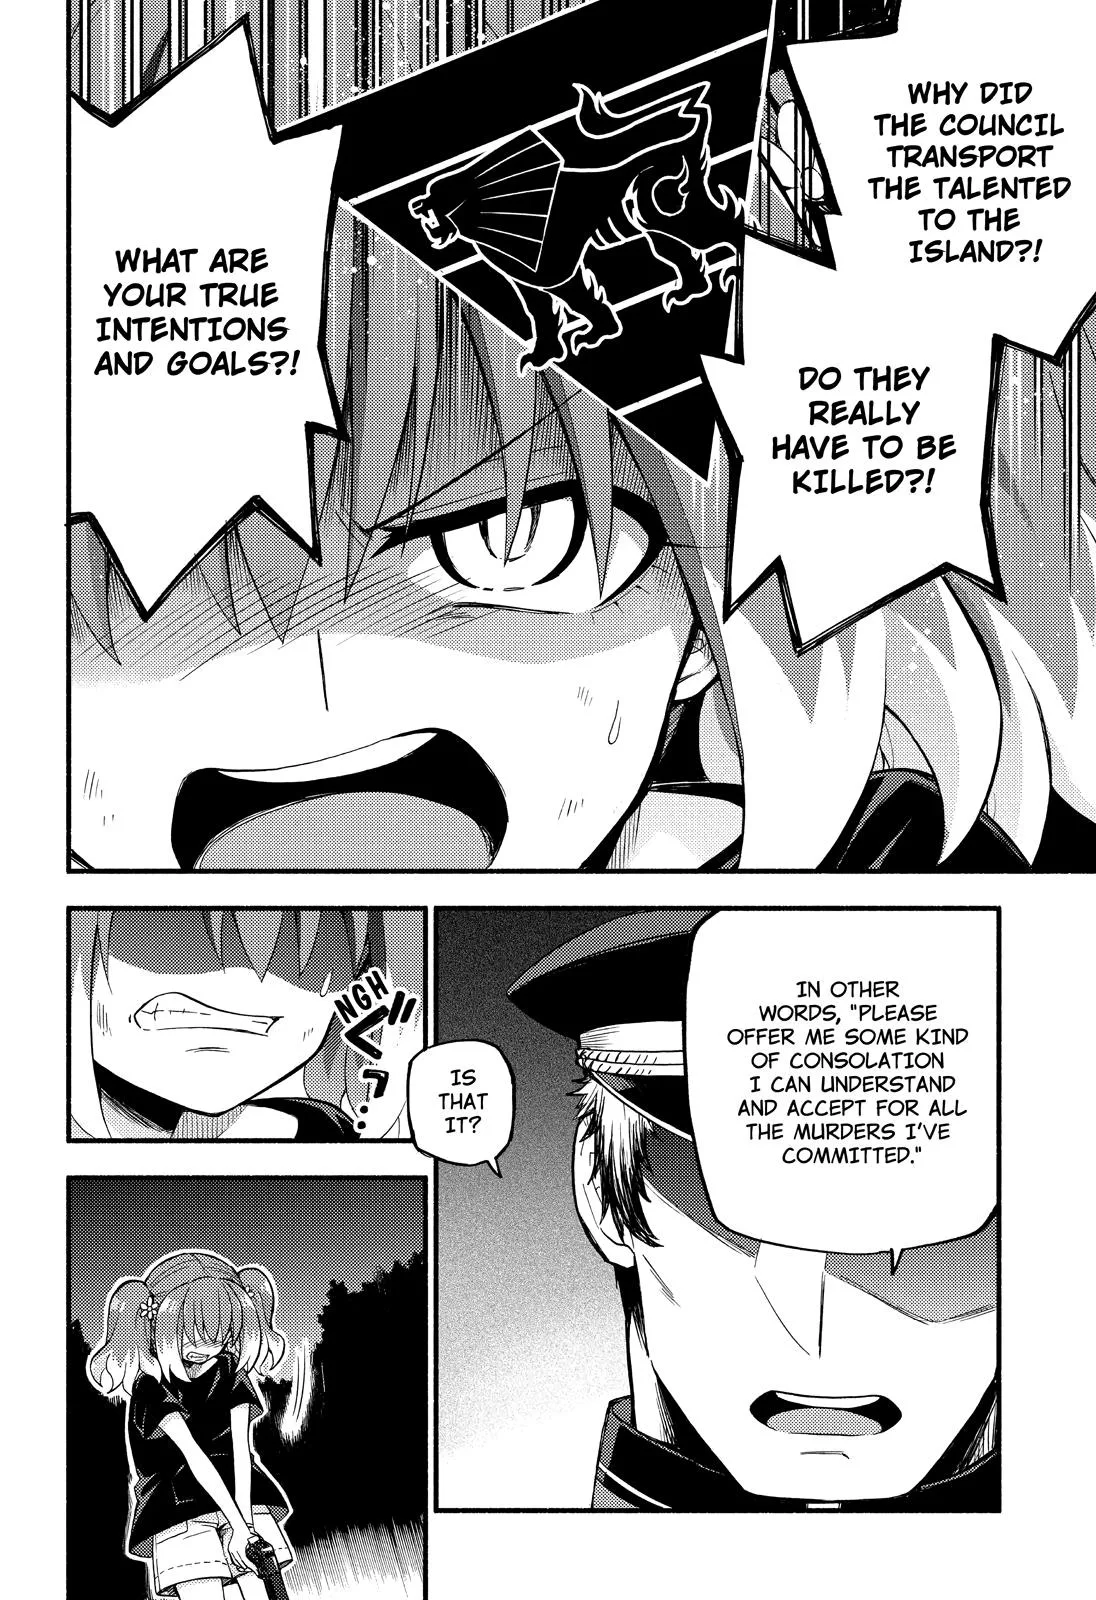 WHY DID
THE COUNCIL
TRANSPORT
THE TALENTED
TO THE
ISLAND?!
DO THEY
REALLY
HAVE TO BE
KILLED?!
WHAT ARE
YOUR TRUE
INTENTIONS
AND GOALS?!
IN OTHER
WORDS, "PLEASE
OFFER ME SOME KIND
OF CONSOLATION
I CAN UNDERSTAND
AND ACCEPT FOR ALL
THE MURDERS I'VE
COMMITTED."
IS
THAT
IT?
NGH
ぐっ…